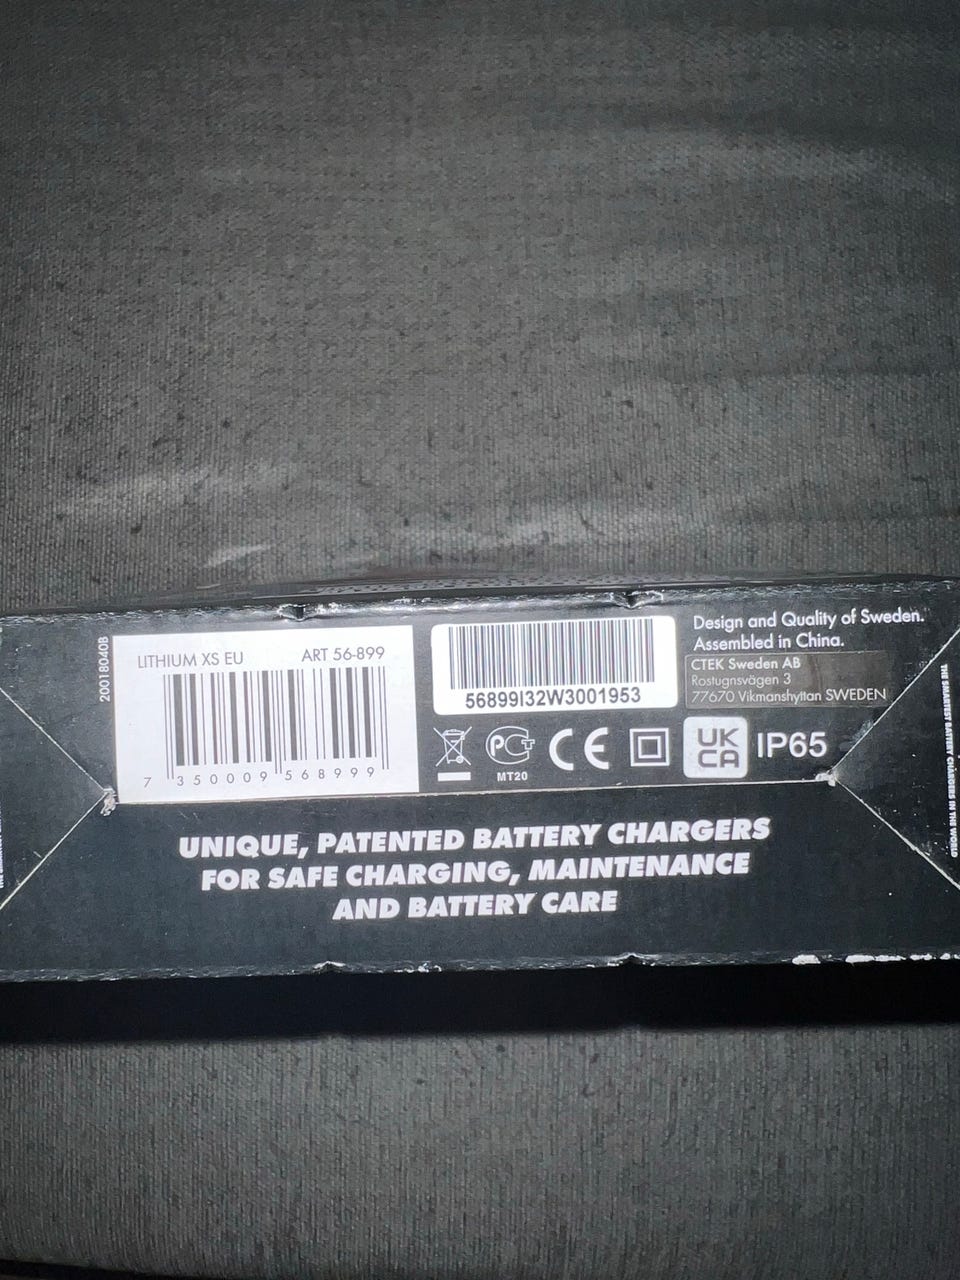 20018040B
LITHIUM XS EU ART 56-899
7 350009 568999
56899I32W3001953
Design and Quality of Sweden.
Assembled in China.
CTEK Sweden AB
Rostugnsvägen 3
77670 Vikmanshyttan SWEDEN
PCT
MT20
CE
UK
CA
IP65
UNIQUE, PATENTED BATTERY CHARGERS
FOR SAFE CHARGING, MAINTENANCE
AND BATTERY CARE
THE SMARTEST BATTERY CHARGERS IN THE WORLD